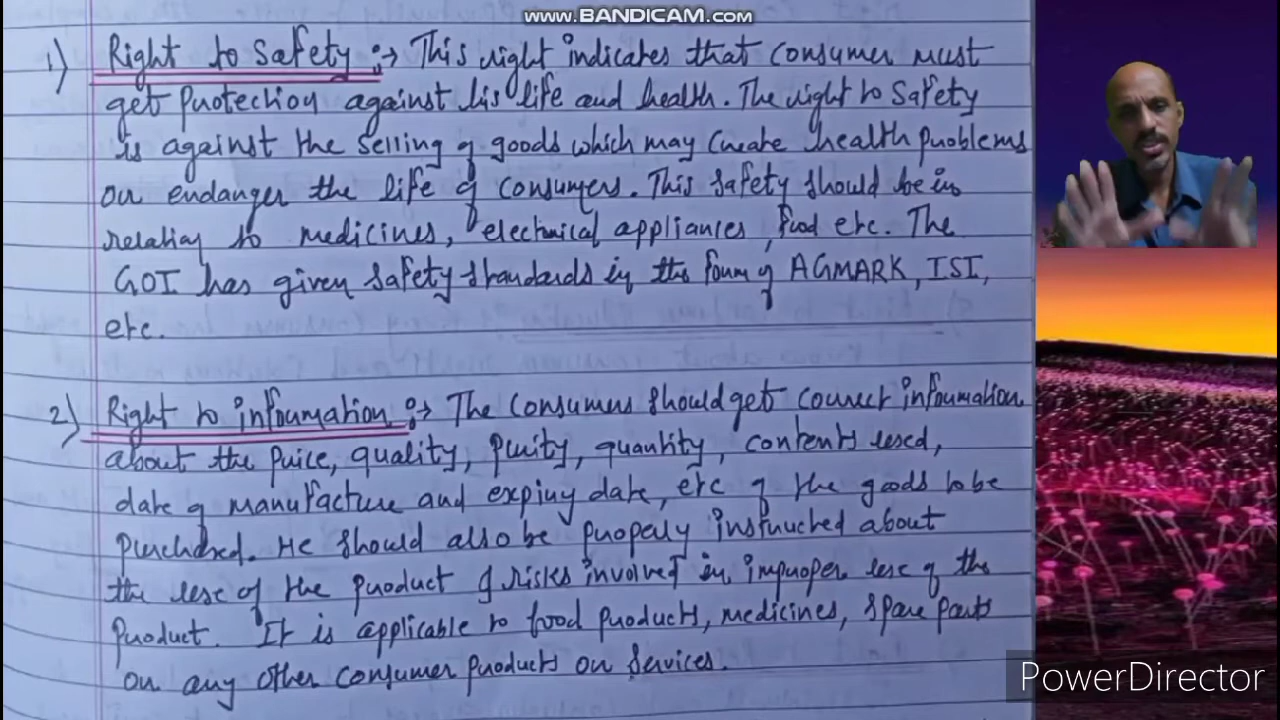 www.BANDICAM.com
1) Right to Safety :→ This right indicates that consumer must
get protection against his life and health. The right to Safety
is against the selling of goods which may create health problems
or endanger the life of consumers. This safety should be in
relation to medicines, electrical appliances, food etc. The
GOI has given safety standards in the form of AGMARK, ISI,
etc.
2) Right to information :→ The consumers should get correct information
about the price, quality, purity, quantity, contents used,
date of manufacture and expiry date, etc of the goods to be
purchased. He should also be properly instructed about
the use of the product & risks involved in improper use of the
product. It is applicable to food products, medicines, spare parts
or any other consumer products or services.
PowerDirector